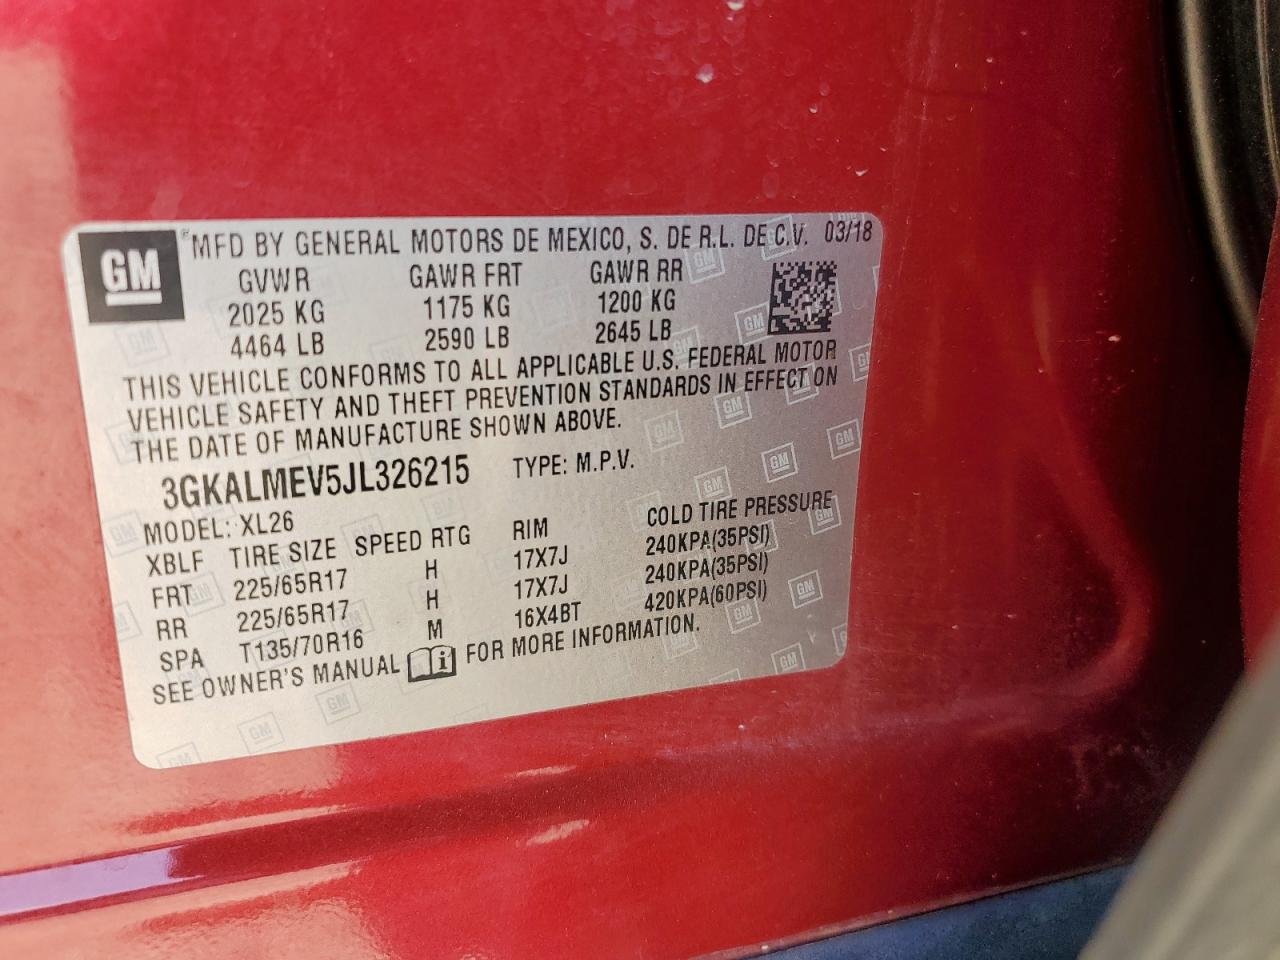 GM
MFD BY GENERAL MOTORS DE MEXICO, S. DE R.L. DE C.V. 03/18
GVWR GAWR FRT GAWR RR
2025 KG 1175 KG 1200 KG
4464 LB 2590 LB 2645 LB
THIS VEHICLE CONFORMS TO ALL APPLICABLE U.S. FEDERAL MOTOR
VEHICLE SAFETY AND THEFT PREVENTION STANDARDS IN EFFECT ON
THE DATE OF MANUFACTURE SHOWN ABOVE.
3GKALMEV5JL326215 TYPE: M.P.V.
MODEL: XL26
XBLF TIRE SIZE SPEED RTG RIM COLD TIRE PRESSURE
FRT 225/65R17 H 17X7J 240KPA(35PSI)
RR 225/65R17 H 17X7J 240KPA(35PSI)
SPA T135/70R16 M 16X4BT 420KPA(60PSI)
SEE OWNER'S MANUAL FOR MORE INFORMATION.